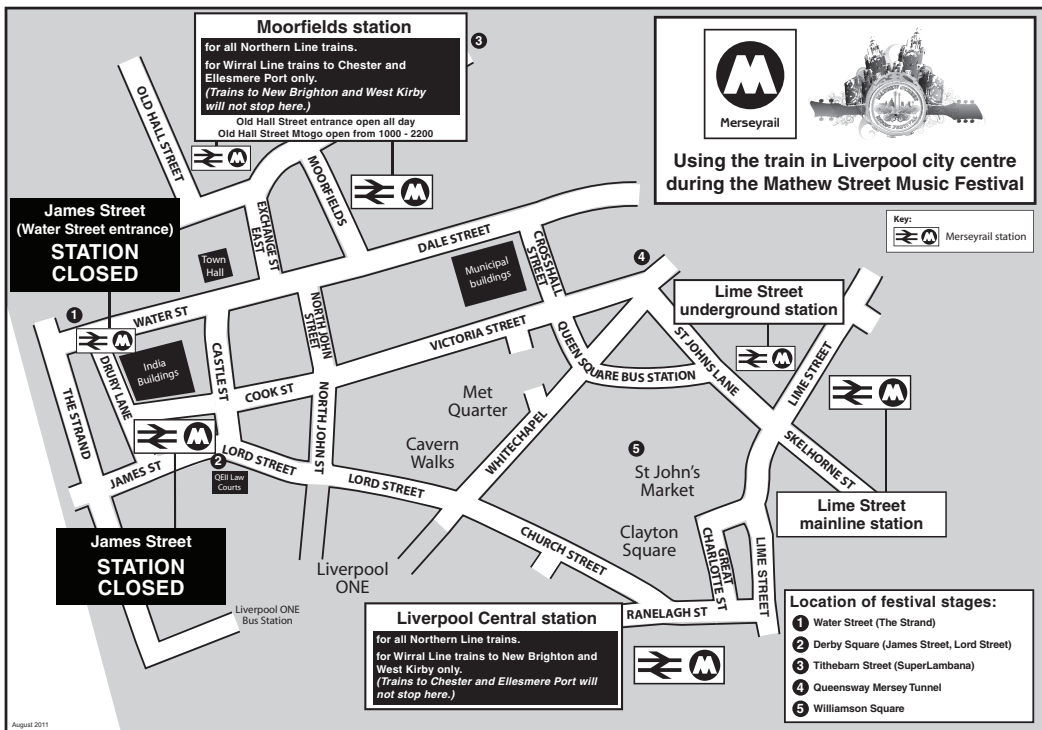 Moorfields station
for all Northern Line trains.
for Wirral Line trains to Chester and
Ellesmere Port only.
(Trains to New Brighton and West Kirby
will not stop here.)
Old Hall Street entrance open all day
Old Hall Street Mtogo open from 1000 - 2200
3
Merseyrail
Using the train in Liverpool city centre
during the Mathew Street Music Festival
Key:
Merseyrail station
OLD HALL STREET
MOORFIELDS
EXCHANGE ST
EAST
James Street
(Water Street entrance)
STATION
CLOSED
Town
Hall
DALE STREET
CROSSHALL
STREET
Municipal
buildings
4
Lime Street
underground station
1
WATER ST
NORTH JOHN
STREET
VICTORIA STREET
QUEEN SQUARE BUS STATION
ST JOHNS LANE
LIME STREET
DRURY LANE
India
Buildings
CASTLE ST
COOK ST
THE STRAND
Met
Quarter
WHITECHAPEL
NORTH JOHN ST
Cavern
Walks
SKELHORNE ST
JAMES ST
2
LORD STREET
QEII Law
Courts
LORD STREET
5
St John's
Market
Lime Street
mainline station
James Street
STATION
CLOSED
Liverpool
ONE
CHURCH STREET
Clayton
Square
GREAT
CHARLOTTE ST
LIME STREET
RANELAGH ST
Liverpool ONE
Bus Station
Liverpool Central station
for all Northern Line trains.
for Wirral Line trains to New Brighton and
West Kirby only.
(Trains to Chester and Ellesmere Port will
not stop here.)
Location of festival stages:
1 Water Street (The Strand)
2 Derby Square (James Street, Lord Street)
3 Tithebarn Street (SuperLambana)
4 Queensway Mersey Tunnel
5 Williamson Square
August 2011